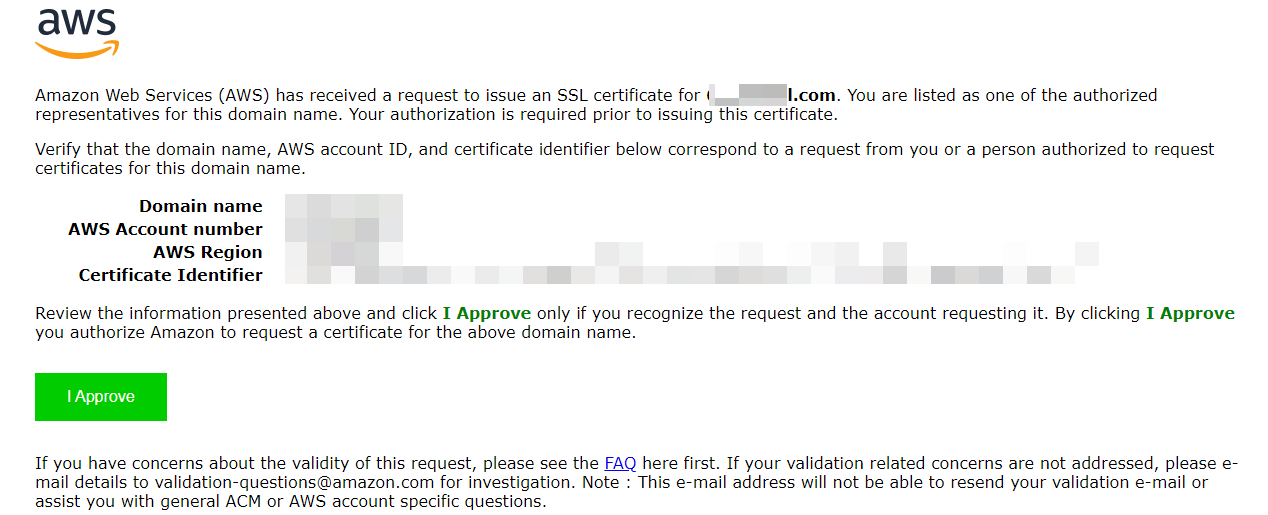 aws
Amazon Web Services (AWS) has received a request to issue an SSL certificate for l.com. You are listed as one of the authorized
representatives for this domain name. Your authorization is required prior to issuing this certificate.
Verify that the domain name, AWS account ID, and certificate identifier below correspond to a request from you or a person authorized to request
certificates for this domain name.
Domain name
AWS Account number
AWS Region
Certificate Identifier
Review the information presented above and click I Approve only if you recognize the request and the account requesting it. By clicking I Approve
you authorize Amazon to request a certificate for the above domain name.
I Approve
If you have concerns about the validity of this request, please see the FAQ here first. If your validation related concerns are not addressed, please e-
mail details to validation-questions@amazon.com for investigation. Note : This e-mail address will not be able to resend your validation e-mail or
assist you with general ACM or AWS account specific questions.